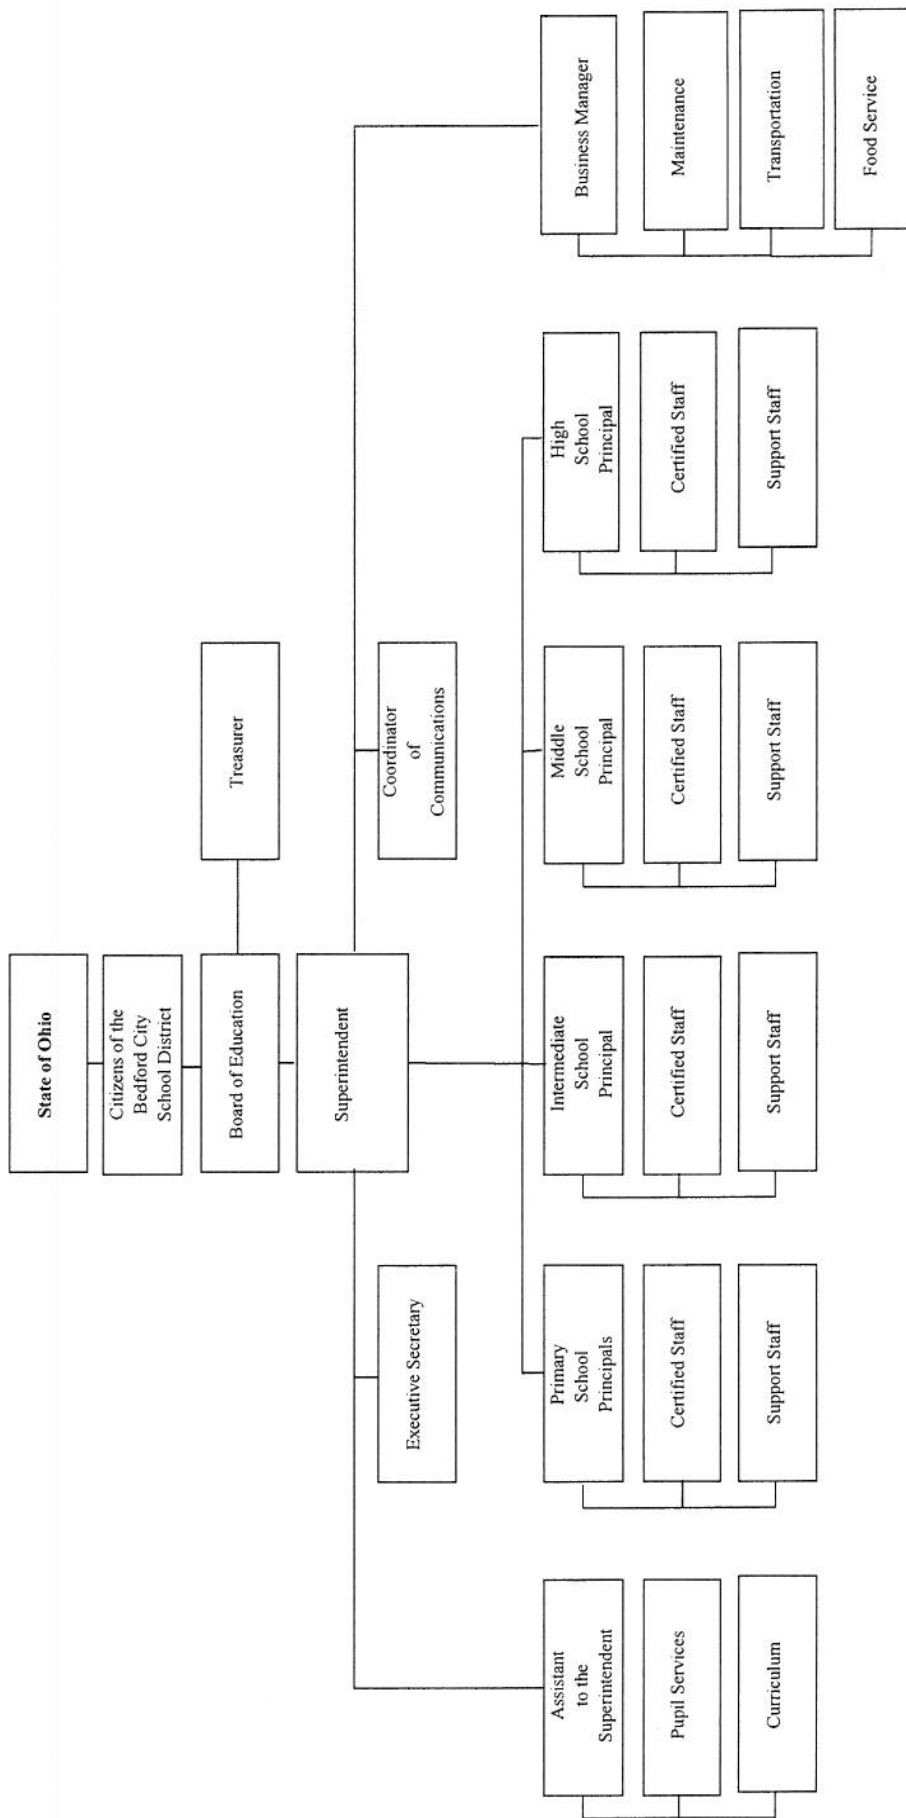 State of Ohio
Citizens of the
Bedford City
School District
Board of Education
Treasurer
Superintendent
Executive Secretary
Coordinator
of
Communications
Assistant
to the
Superintendent
Pupil Services
Curriculum
Primary
School
Principals
Certified Staff
Support Staff
Intermediate
School
Principal
Certified Staff
Support Staff
Middle
School
Principal
Certified Staff
Support Staff
High
School
Principal
Certified Staff
Support Staff
Business Manager
Maintenance
Transportation
Food Service